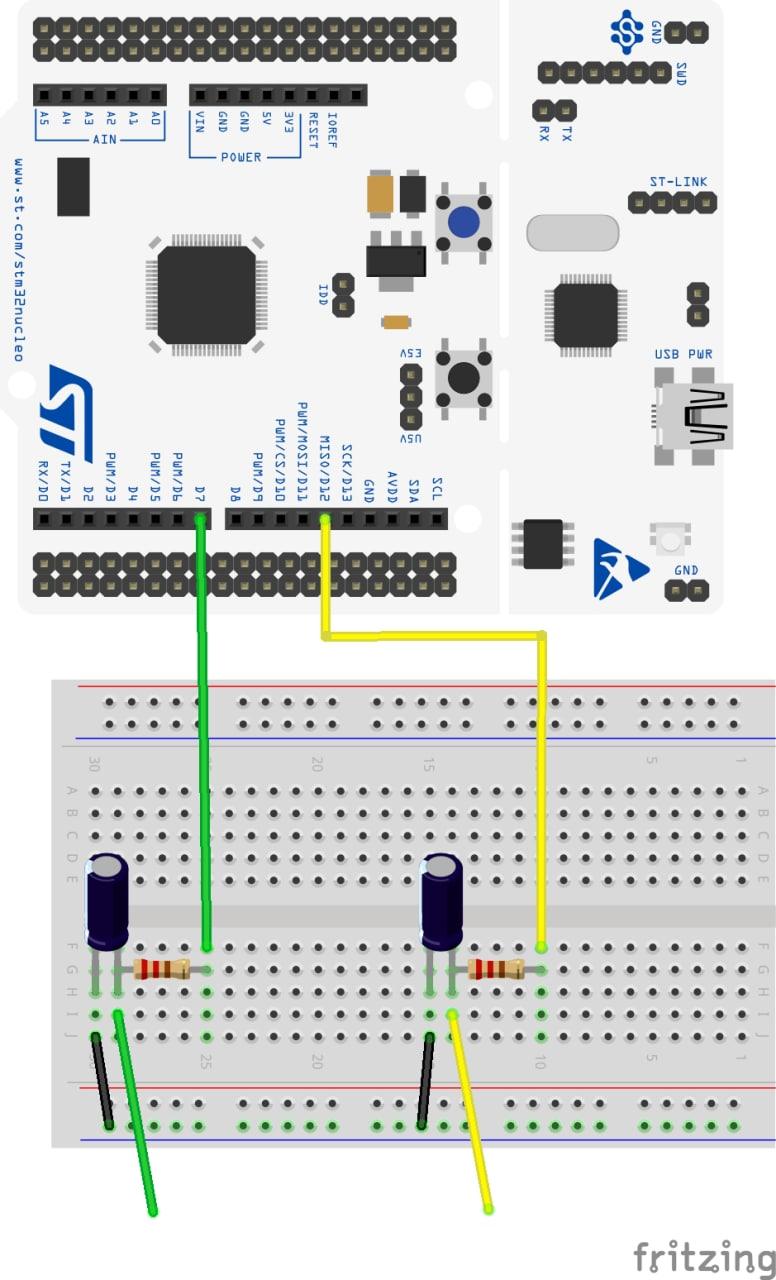 GND
SWD
A5 A4 A3 A2 A1 A0
VIN GND GND 5V 3V3 RESET IOREF
RX TX
AIN
POWER
www.st.com/stm32nucleo
ST-LINK
IDD
E5V
USB PWR
U5V
ST
RX/D0 TX/D1 D2 PWM/D3 D4 PWM/D5 PWM/D6 D7 D8 PWM/D9 PWM/CS/D10 PWM/MOSI/D11 MISO/D12 SCK/D13 GND AVDD SDA SCL
GND
30 20 15 5 1
A A
B B
C C
D D
E E
F F
G G
H H
I I
J J
25 20 10 5 1
fritzing